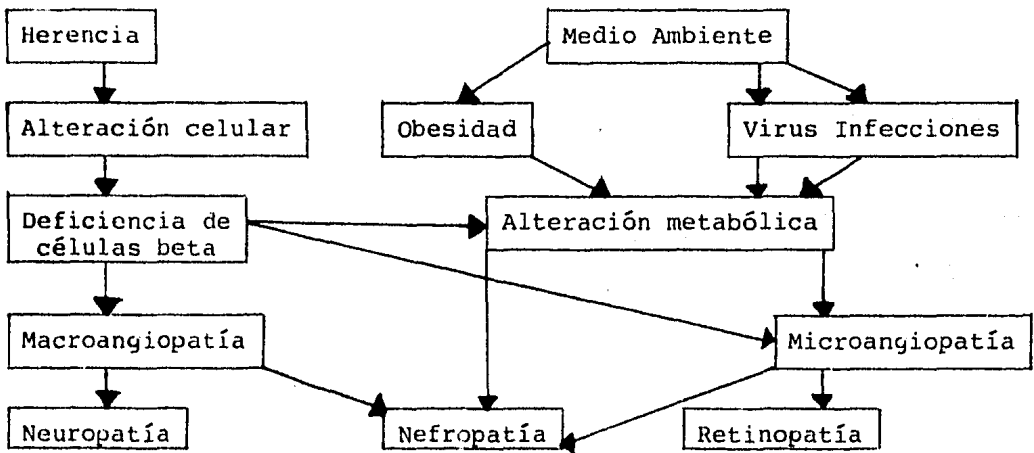 Herencia
Medio Ambiente
Alteración celular
Obesidad
Virus Infecciones
Deficiencia de
células beta
Alteración metabólica
Macroangiopatía
Microangiopatía
Neuropatía
Nefropatía
Retinopatía